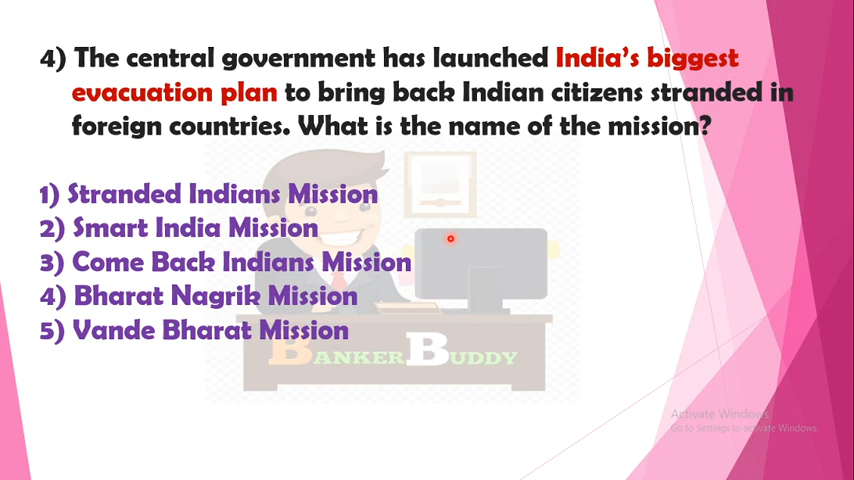 4) The central government has launched India's biggest
evacuation plan to bring back Indian citizens stranded in
foreign countries. What is the name of the mission?
1) Stranded Indians Mission
2) Smart India Mission
3) Come Back Indians Mission
4) Bharat Nagrik Mission
5) Vande Bharat Mission
BANKERBUDDY
Activate Windows
Go to Settings to activate Windows.